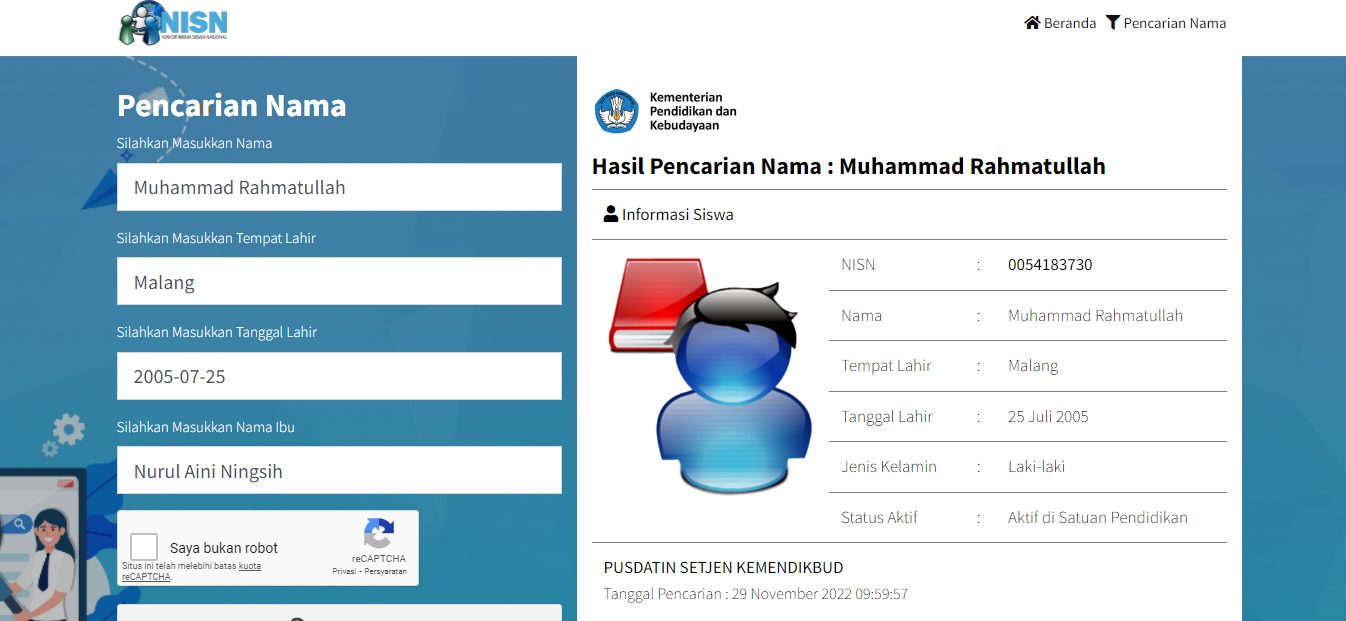 NISN
NOMOR INDUK SISWA NASIONAL
Beranda
Pencarian Nama
Pencarian Nama
Silahkan Masukkan Nama
Muhammad Rahmatullah
Silahkan Masukkan Tempat Lahir
Malang
Silahkan Masukkan Tanggal Lahir
2005-07-25
Silahkan Masukkan Nama Ibu
Nurul Aini Ningsih
Saya bukan robot
Situs ini telah melebihi batas kuota
reCAPTCHA.
reCAPTCHA
Privasi - Persyaratan
Kementerian
Pendidikan dan
Kebudayaan
Hasil Pencarian Nama : Muhammad Rahmatullah
Informasi Siswa
NISN : 0054183730
Nama : Muhammad Rahmatullah
Tempat Lahir : Malang
Tanggal Lahir : 25 Juli 2005
Jenis Kelamin : Laki-laki
Status Aktif : Aktif di Satuan Pendidikan
PUSDATIN SETJEN KEMENDIKBUD
Tanggal Pencarian : 29 November 2022 09:59:57